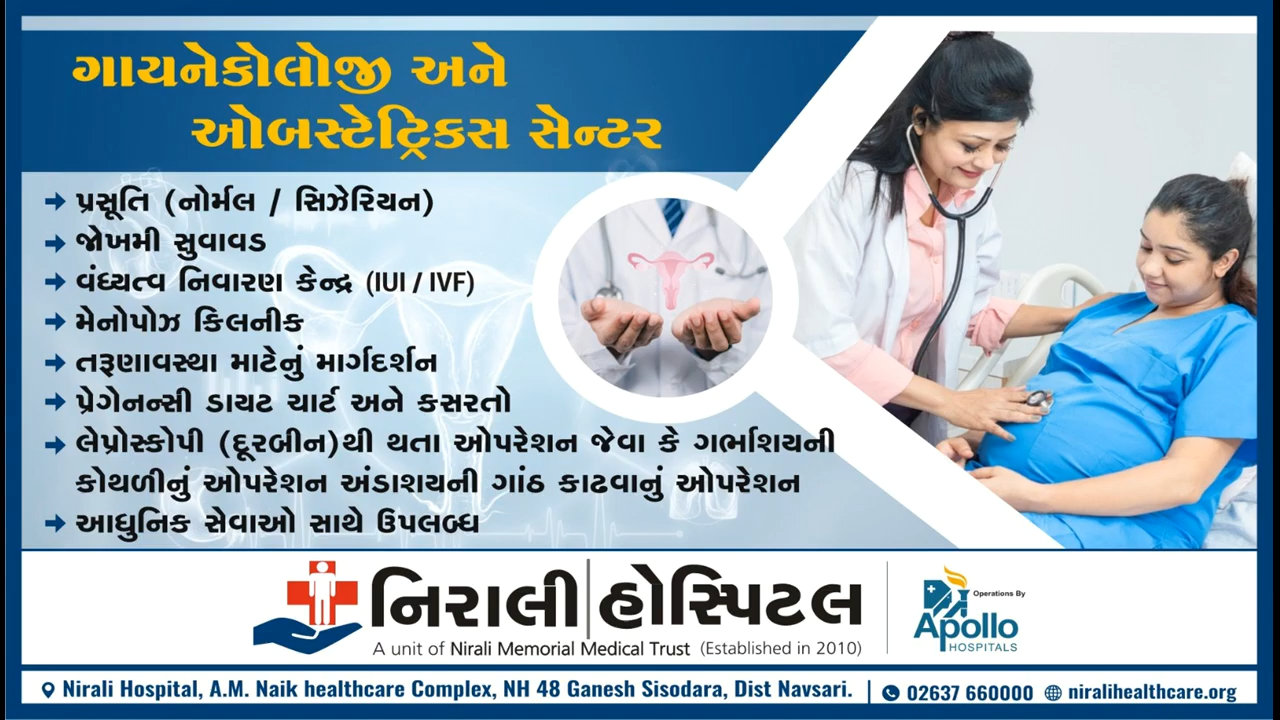 ગાયનેકોલોજી અને
ઓબસ્ટેટ્રિકસ સેન્ટર
પ્રસૂતિ (નોર્મલ / સિઝેરિયન)
જોખમી સુવાવડ
વંધ્યત્વ નિવારણ કેન્દ્ર (IUI / IVF)
મેનોપોઝ કિલનીક
તરૂણાવસ્થા માટેનું માર્ગદર્શન
પ્રેગેનન્સી ડાયટ ચાર્ટ અને કસરતો
લેપ્રોસ્કોપી (દૂરબીન)થી થતા ઓપરેશન જેવા કે ગર્ભાશયની
કોથળીનું ઓપરેશન અંડાશયની ગાંઠ કાઢવાનું ઓપરેશન
આધુનિક સેવાઓ સાથે ઉપલબ્ધ
નિરાલી હોસ્પિટલ
A unit of Nirali Memorial Medical Trust (Established in 2010)
Operations By
Apollo
HOSPITALS
Nirali Hospital, A.M. Naik healthcare Complex, NH 48 Ganesh Sisodara, Dist Navsari. | 02637 660000 niralihealthcare.org